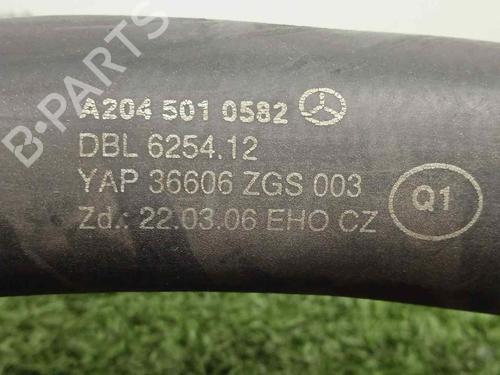 B-PARTS
A204 501 0582
DBL 6254.12
YAP 36606 ZGS 003
Zd.: 22.03.06 EHO CZ
Q1